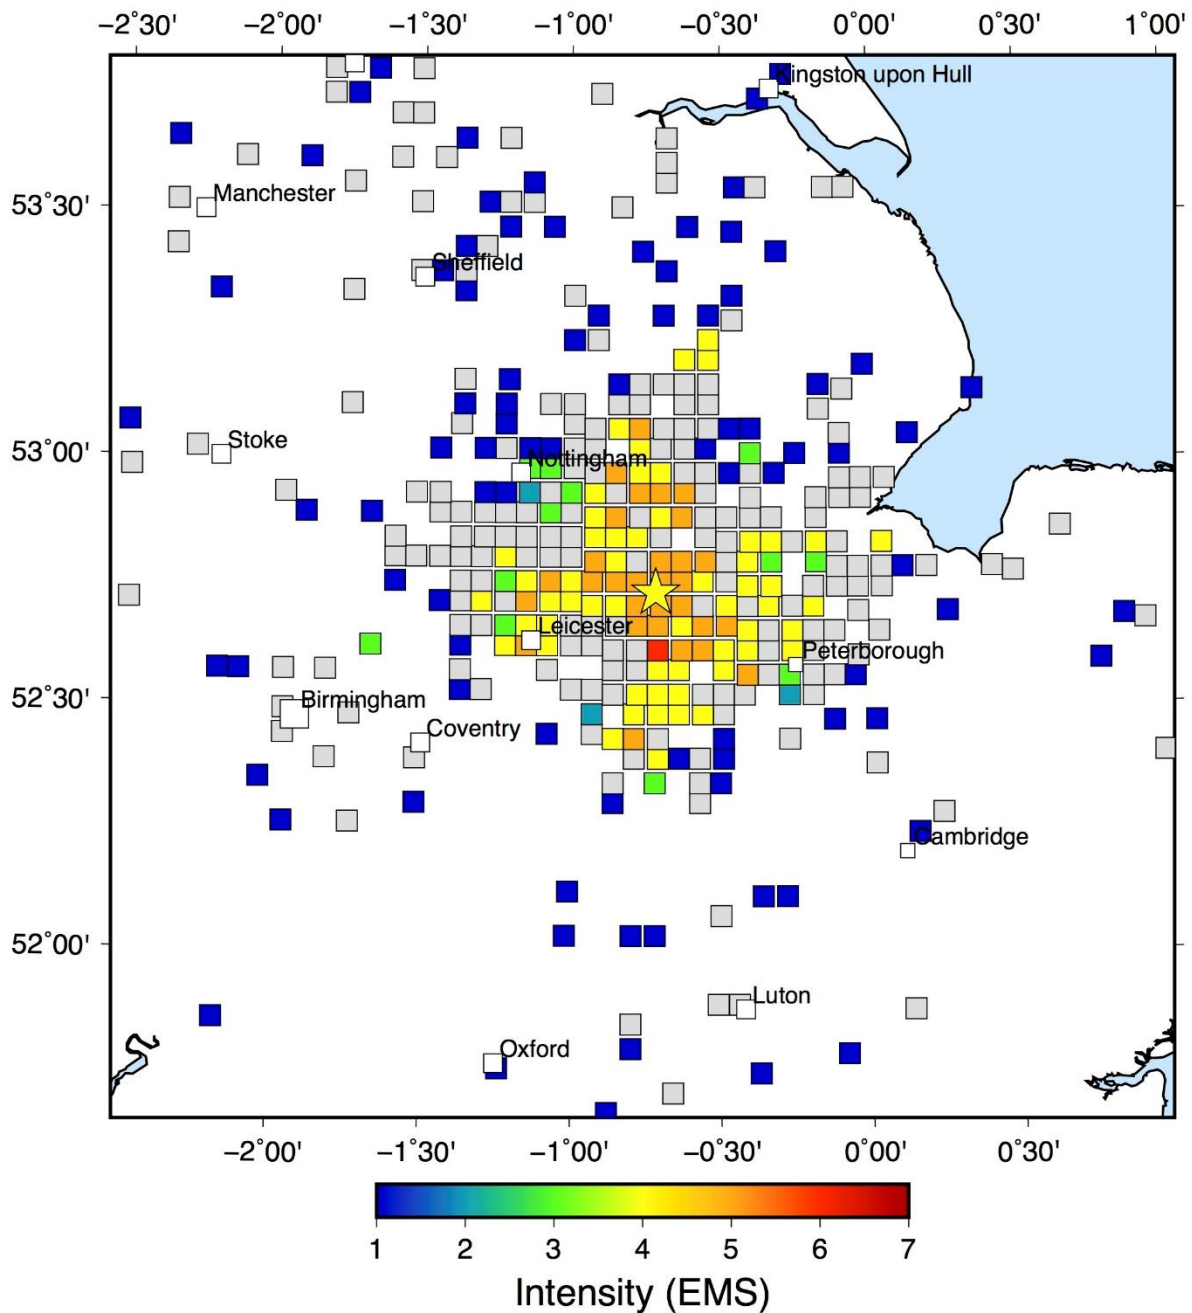 −2˚30' −2˚00' −1˚30' −1˚00' −0˚30' 0˚00' 0˚30' 1˚00'
Kingston upon Hull
Manchester
53˚30'
Sheffield
Stoke
53˚00'
Nottingham
Leicester
Peterborough
Birmingham
52˚30'
Coventry
Cambridge
52˚00'
Luton
Oxford
−2˚00' −1˚30' −1˚00' −0˚30' 0˚00' 0˚30'
1 2 3 4 5 6 7
Intensity (EMS)